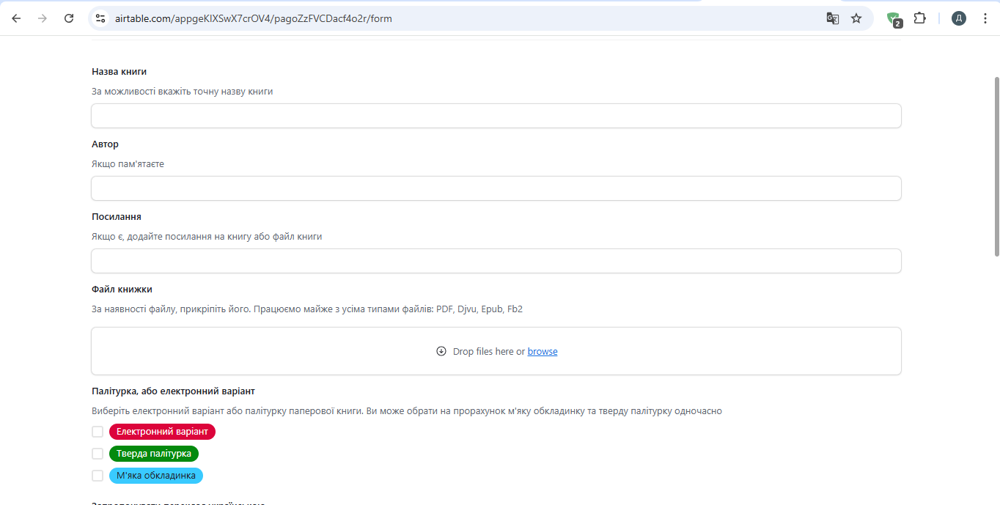 airtable.com/appgeKlXSwX7crOV4/pagoZzFVCDacf4o2r/form
2
Д
Назва книги
За можливості вкажіть точну назву книги
Автор
Якщо пам'ятаєте
Посилання
Якщо є, додайте посилання на книгу або файл книги
Файл книжки
За наявності файлу, прикріпіть його. Працюємо майже з усіма типами файлів: PDF, Djvu, Epub, Fb2
Drop files here or browse
Палітурка, або електронний варіант
Виберіть електронний варіант або палітурку паперової книги. Ви може обрати на прорахунок м'яку обкладинку та тверду палітурку одночасно
Електронний варіант
Тверда палітурка
М'яка обкладинка